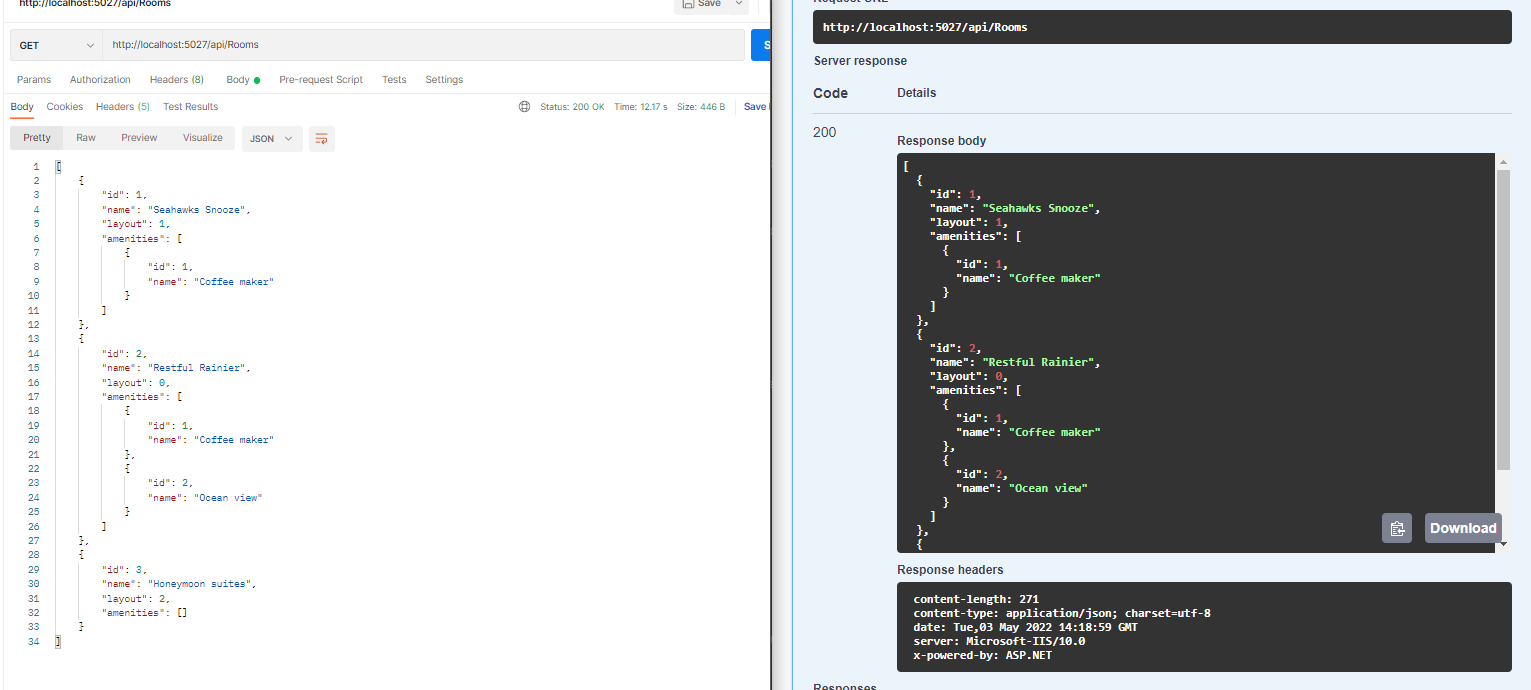 http://localhost:5027/api/Rooms
Save
GET
http://localhost:5027/api/Rooms
S
Params Authorization Headers (8) Body Pre-request Script Tests Settings
Body Cookies Headers (5) Test Results
Status: 200 OK Time: 12.17 s Size: 446 B Save
Pretty Raw Preview Visualize JSON
1 [
2 {
3 "id": 1,
4 "name": "Seahawks Snooze",
5 "layout": 1,
6 "amenities": [
7 {
8 "id": 1,
9 "name": "Coffee maker"
10 }
11 ]
12 },
13 {
14 "id": 2,
15 "name": "Restful Rainier",
16 "layout": 0,
17 "amenities": [
18 {
19 "id": 1,
20 "name": "Coffee maker"
21 },
22 {
23 "id": 2,
24 "name": "Ocean view"
25 }
26 ]
27 },
28 {
29 "id": 3,
30 "name": "Honeymoon suites",
31 "layout": 2,
32 "amenities": []
33 }
34 ]
Request URL
http://localhost:5027/api/Rooms
Server response
Code Details
200
Response body
[
{
"id": 1,
"name": "Seahawks Snooze",
"layout": 1,
"amenities": [
{
"id": 1,
"name": "Coffee maker"
}
]
},
{
"id": 2,
"name": "Restful Rainier",
"layout": 0,
"amenities": [
{
"id": 1,
"name": "Coffee maker"
},
{
"id": 2,
"name": "Ocean view"
}
]
},
{
Download
Response headers
content-length: 271
content-type: application/json; charset=utf-8
date: Tue,03 May 2022 14:18:59 GMT
server: Microsoft-IIS/10.0
x-powered-by: ASP.NET
Responses